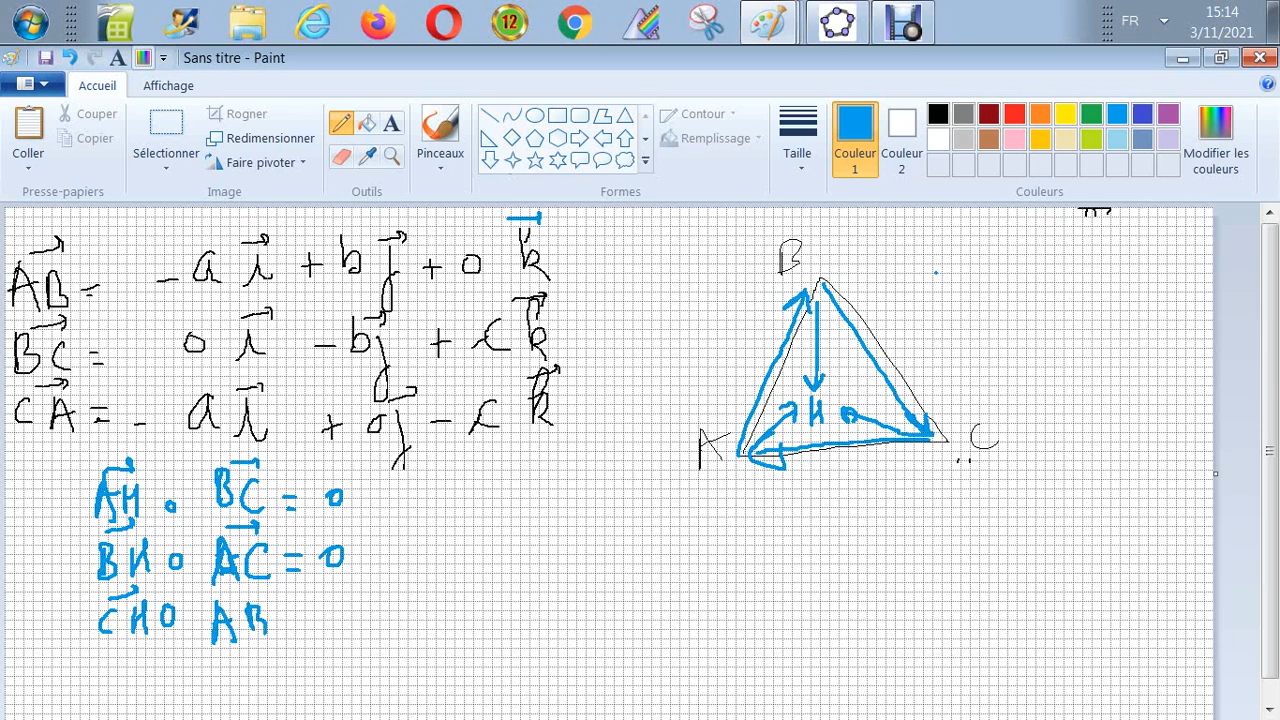 12
FR
15:14
3/11/2021
Sans titre - Paint
Accueil Affichage
Coller
Couper
Copier
Presse-papiers
Sélectionner
Rogner
Redimensionner
Faire pivoter
Image
Outils
Pinceaux
Contour
Remplissage
Formes
Taille
Couleur 1
Couleur 2
Modifier les couleurs
Couleurs
AB = -a i + b j + 0 k
BC = 0 i - b j + c k
CA = - a i + 0 j - c k
AH . BC = 0
BH . AC = 0
CH . AB
B
H
A
C